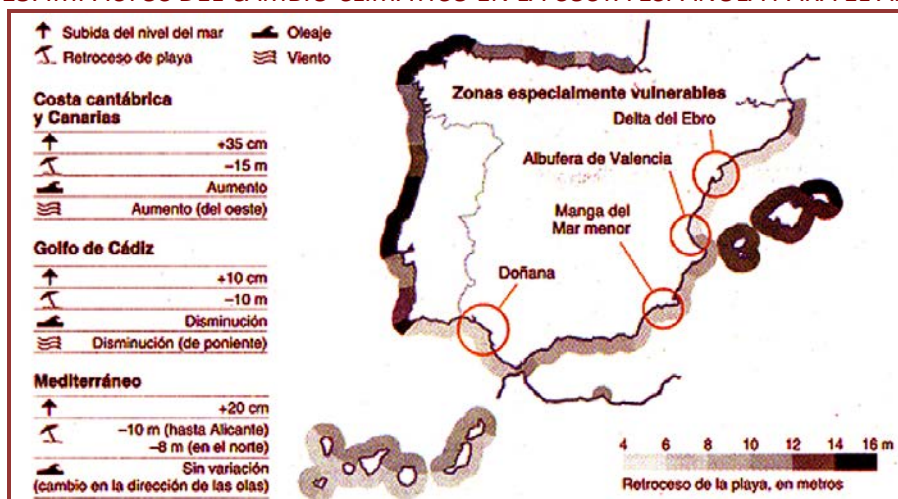 Subida del nivel del mar
Oleaje
Retroceso de playa
Viento
Costa cantábrica
y Canarias
+35 cm
–15 m
Aumento
Aumento (del oeste)
Golfo de Cádiz
+10 cm
–10 m
Disminución
Disminución (de poniente)
Mediterráneo
+20 cm
–10 m (hasta Alicante)
–8 m (en el norte)
Sin variación
(cambio en la dirección de las olas)
Zonas especialmente vulnerables
Delta del Ebro
Albufera de Valencia
Manga del
Mar menor
Doñana
4 6 8 10 12 14 16 m
Retroceso de la playa, en metros